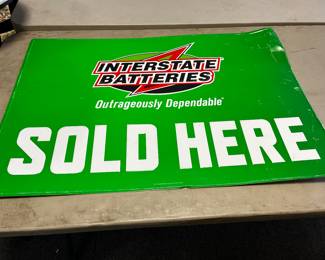 INTERSTATE
BATTERIES
Outrageously Dependable®
SOLD HERE